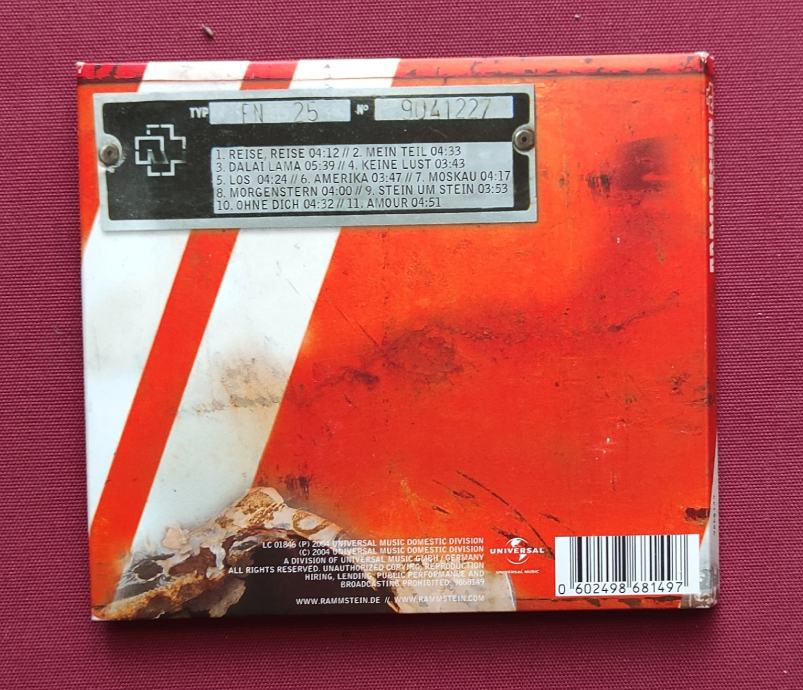 TYP FN 25 Nº 9041227
1. REISE, REISE 04:12 // 2. MEIN TEIL 04:33
3. DALAI LAMA 05:39 // 4. KEINE LUST 03:43
5. LOS 04:24 // 6. AMERIKA 03:47 // 7. MOSKAU 04:17
8. MORGENSTERN 04:00 // 9. STEIN UM STEIN 03:53
10. OHNE DICH 04:32 // 11. AMOUR 04:51
RAMMSTEIN
LC 01846 (P) 2004 UNIVERSAL MUSIC DOMESTIC DIVISION
(C) 2004 UNIVERSAL MUSIC DOMESTIC DIVISION
A DIVISION OF UNIVERSAL MUSIC GMBH / GERMANY
ALL RIGHTS RESERVED. UNAUTHORIZED COPYING, REPRODUCTION
HIRING, LENDING, PUBLIC PERFORMANCE AND
BROADCASTING PROHIBITED. 9868149
WWW.RAMMSTEIN.DE // WWW.RAMMSTEIN.COM
UNIVERSAL
UNIVERSAL MUSIC
0 602498 681497